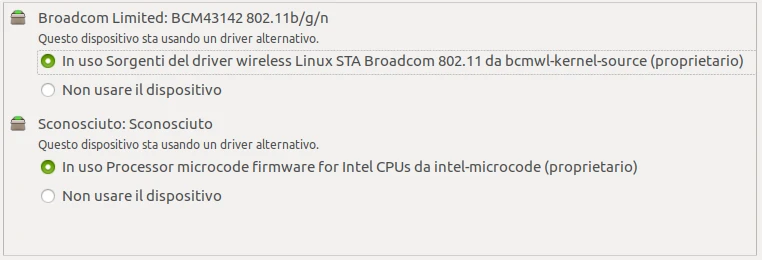 Broadcom Limited: BCM43142 802.11b/g/n
Questo dispositivo sta usando un driver alternativo.
In uso Sorgenti del driver wireless Linux STA Broadcom 802.11 da bcmwl-kernel-source (proprietario)
Non usare il dispositivo
Sconosciuto: Sconosciuto
Questo dispositivo sta usando un driver alternativo.
In uso Processor microcode firmware for Intel CPUs da intel-microcode (proprietario)
Non usare il dispositivo